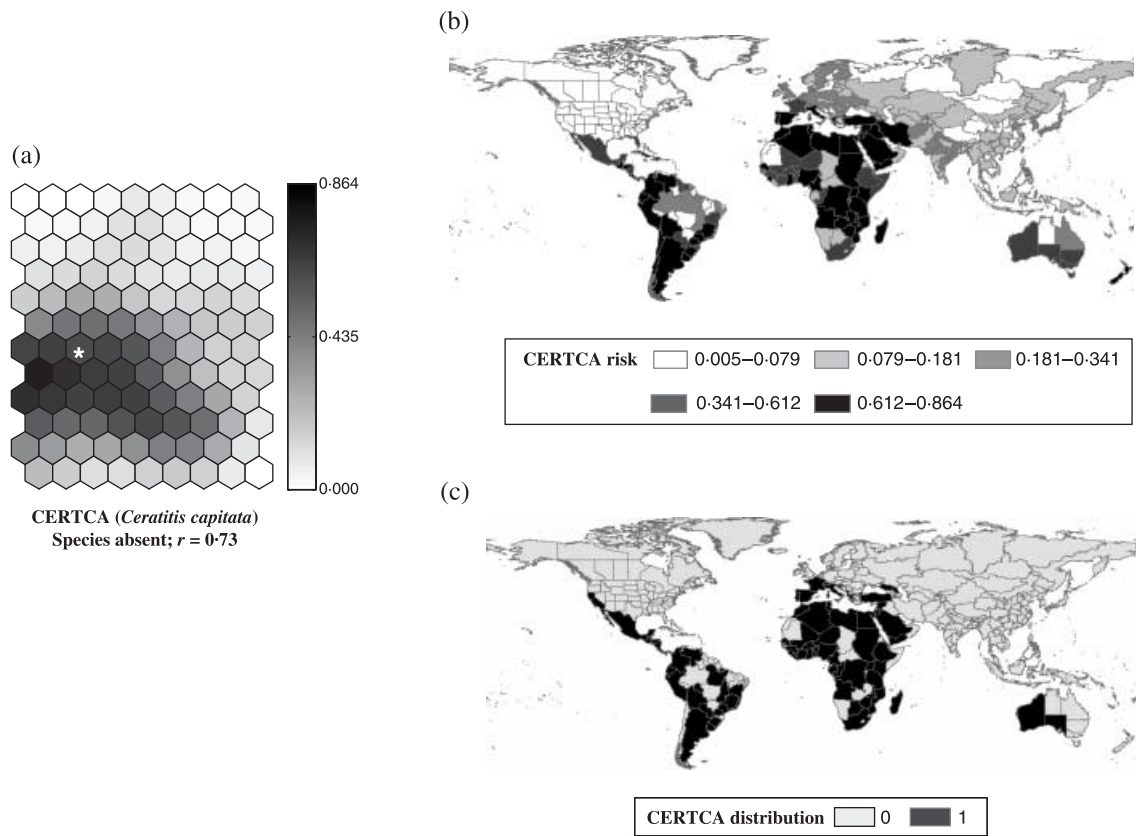 (a)
*
0·864
0·435
0·000
CERTCA (Ceratitis capitata)
Species absent; r = 0·73
(b)
CERTCA risk 0·005–0·079 0·079–0·181 0·181–0·341
0·341–0·612 0·612–0·864
(c)
CERTCA distribution 0 1